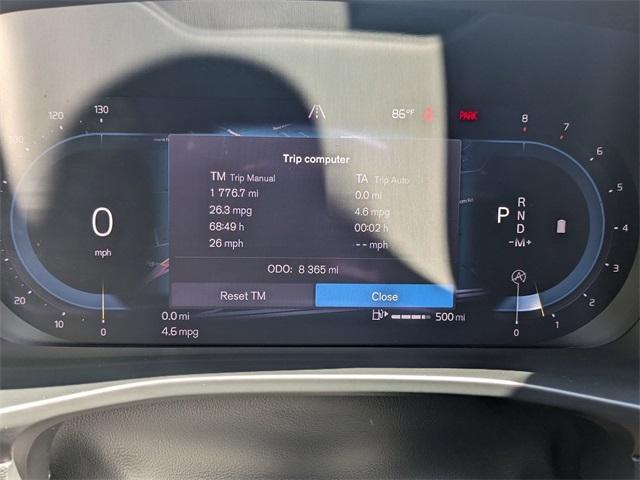 120 130
86°F PARK 8 7
100 6
Trip computer
TM Trip Manual TA Trip Auto
1 776.7 mi 0.0 mi
26.3 mpg 4.6 mpg
68:49 h 00:02 h
26 mph -- mph
ODO: 8 365 mi
Reset TM Close
0
mph
P R
N
D
-M+
5
4
3
2
1
0
20
10
0
0.0 mi
4.6 mpg
500 mi